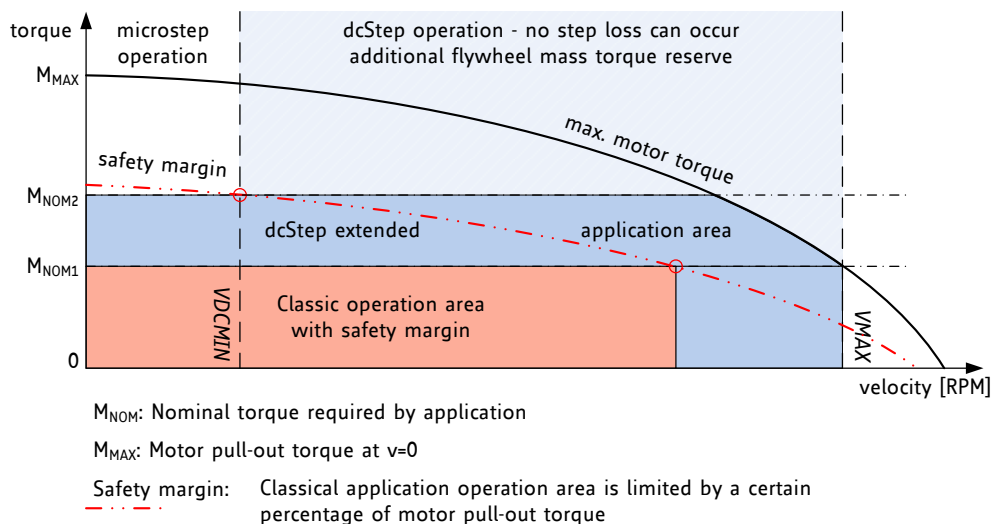 torque
microstep
operation
dcStep operation - no step loss can occur
additional flywheel mass torque reserve
MMAX
max. motor torque
safety margin
MNOM2
dcStep extended
application area
MNOM1
Classic operation area
with safety margin
VDCMIN
VMAX
0
velocity [RPM]
MNOM: Nominal torque required by application
MMAX: Motor pull-out torque at v=0
Safety margin: Classical application operation area is limited by a certain
percentage of motor pull-out torque